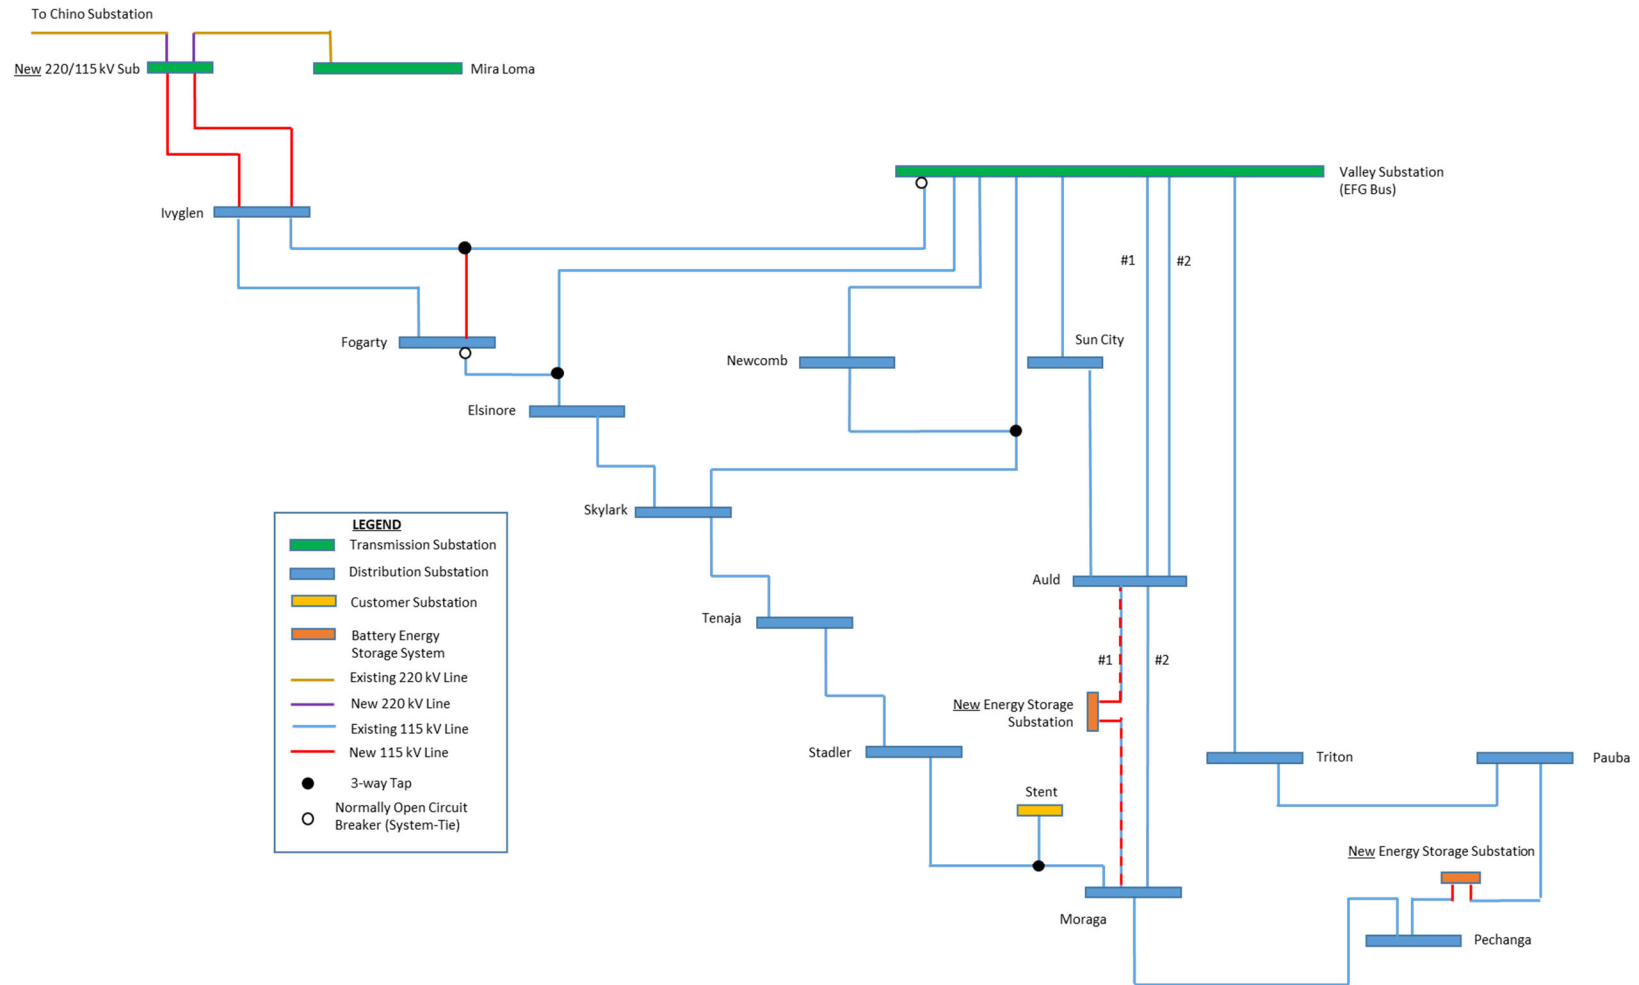 To Chino Substation
New 220/115 kV Sub
Mira Loma
Valley Substation
(EFG Bus)
Ivyglen
#1
#2
Fogarty
Sun City
Newcomb
Elsinore
Skylark
LEGEND
Transmission Substation
Distribution Substation
Customer Substation
Battery Energy
Storage System
Existing 220 kV Line
New 220 kV Line
Existing 115 kV Line
New 115 kV Line
3-way Tap
Normally Open Circuit
Breaker (System-Tie)
Auld
Tenaja
#1
#2
New Energy Storage
Substation
Stadler
Triton
Pauba
Stent
New Energy Storage Substation
Moraga
Pechanga